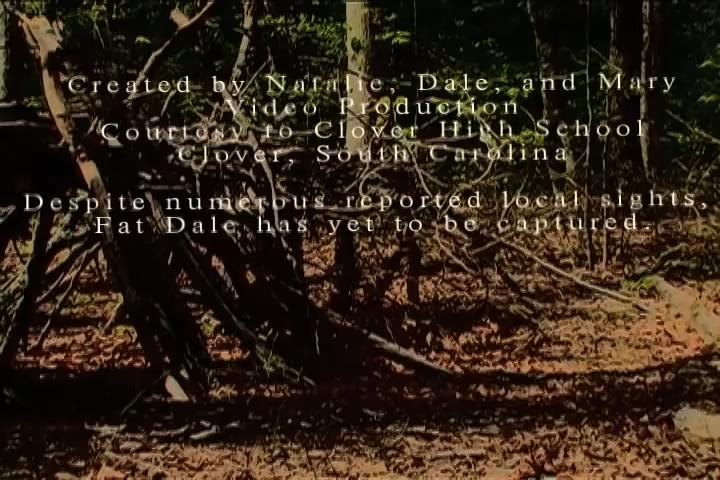 Created by Natalie, Dale, and Mary
Video Production
Courtesy to Clover High School
Clover, South Carolina
Despite numerous reported local sights,
Fat Dale has yet to be captured.